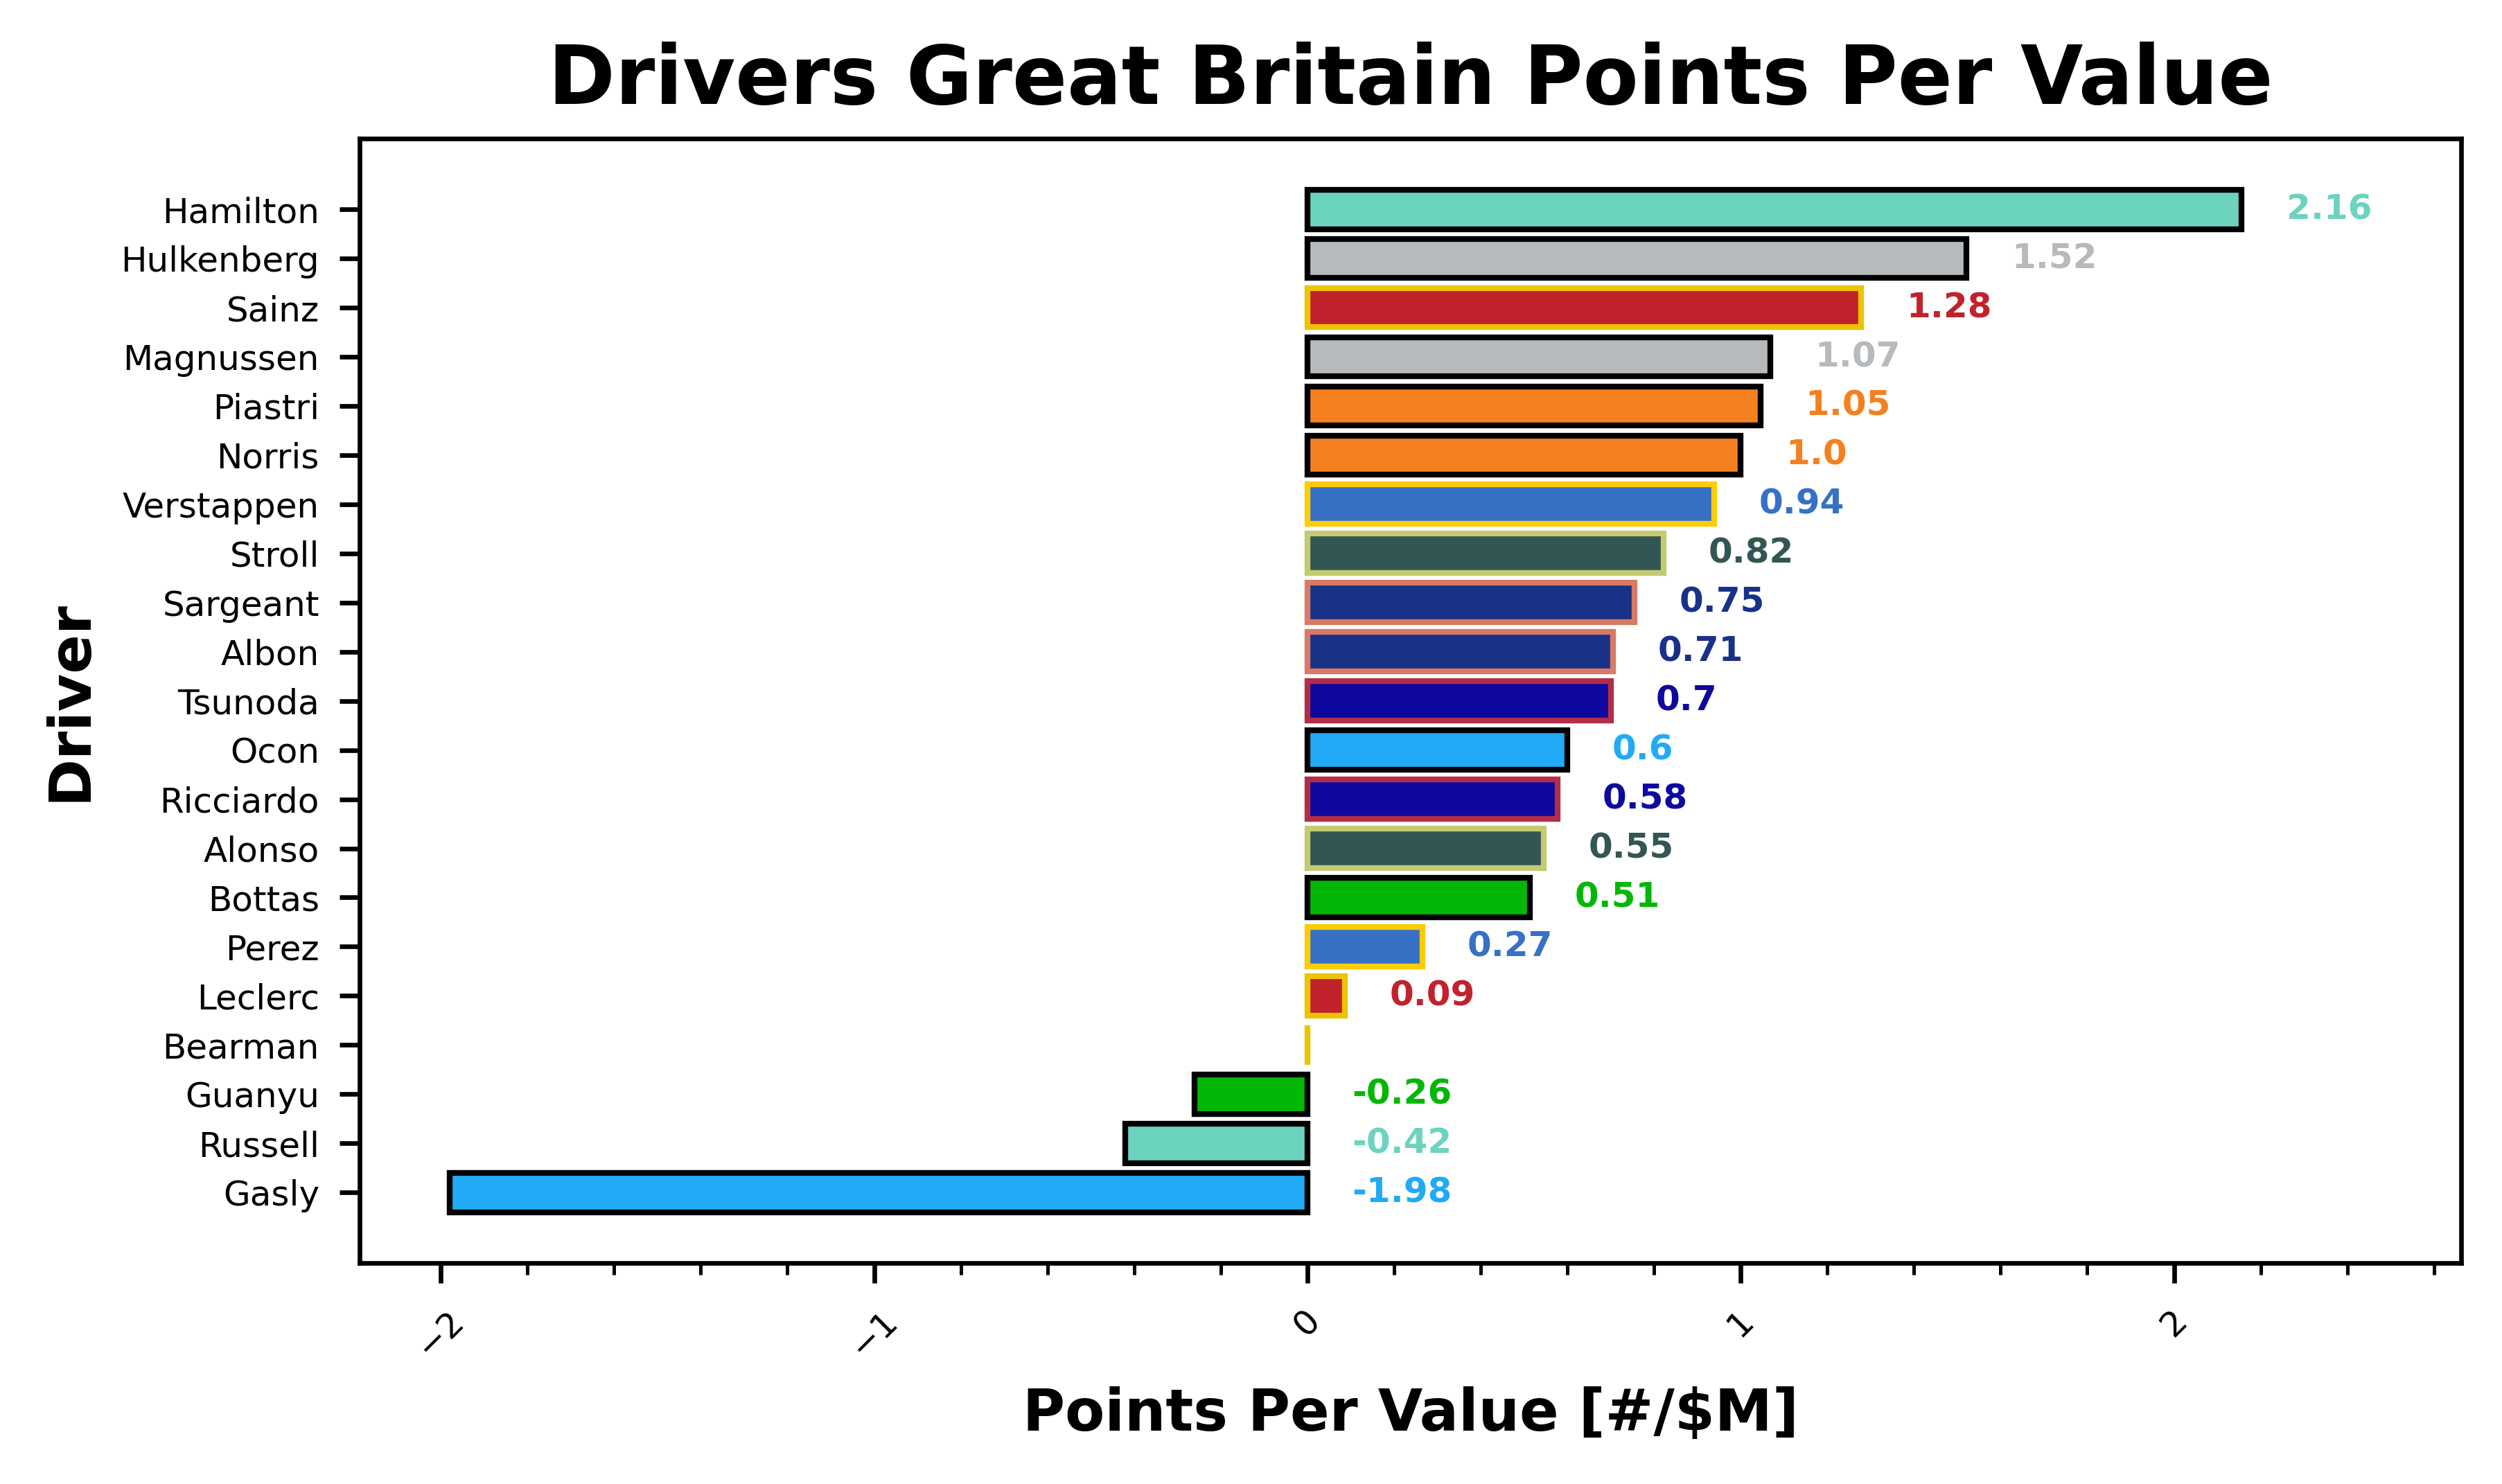 Drivers Great Britain Points Per Value
Driver
Hamilton 2.16
Hulkenberg 1.52
Sainz 1.28
Magnussen 1.07
Piastri 1.05
Norris 1.0
Verstappen 0.94
Stroll 0.82
Sargeant 0.75
Albon 0.71
Tsunoda 0.7
Ocon 0.6
Ricciardo 0.58
Alonso 0.55
Bottas 0.51
Perez 0.27
Leclerc 0.09
Bearman
Guanyu -0.26
Russell -0.42
Gasly -1.98
−2 −1 0 1 2
Points Per Value [#/$M]